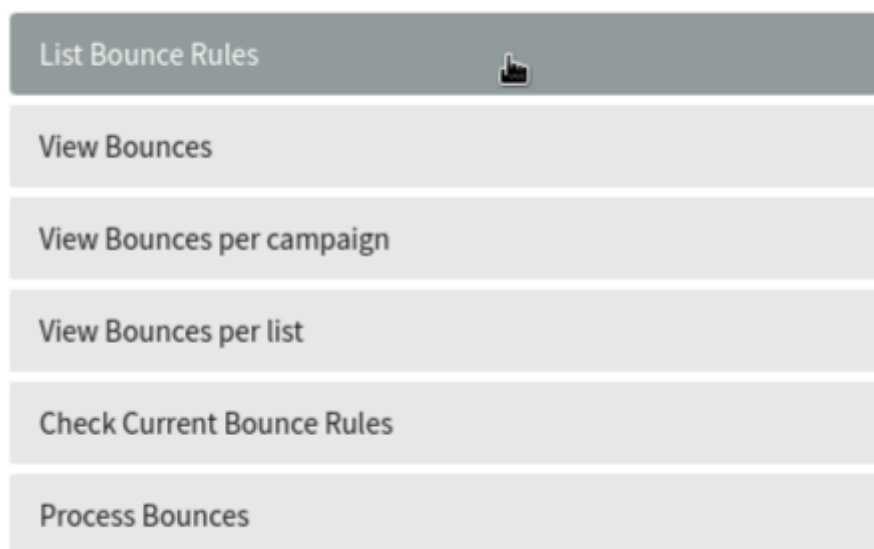 List Bounce Rules
View Bounces
View Bounces per campaign
View Bounces per list
Check Current Bounce Rules
Process Bounces